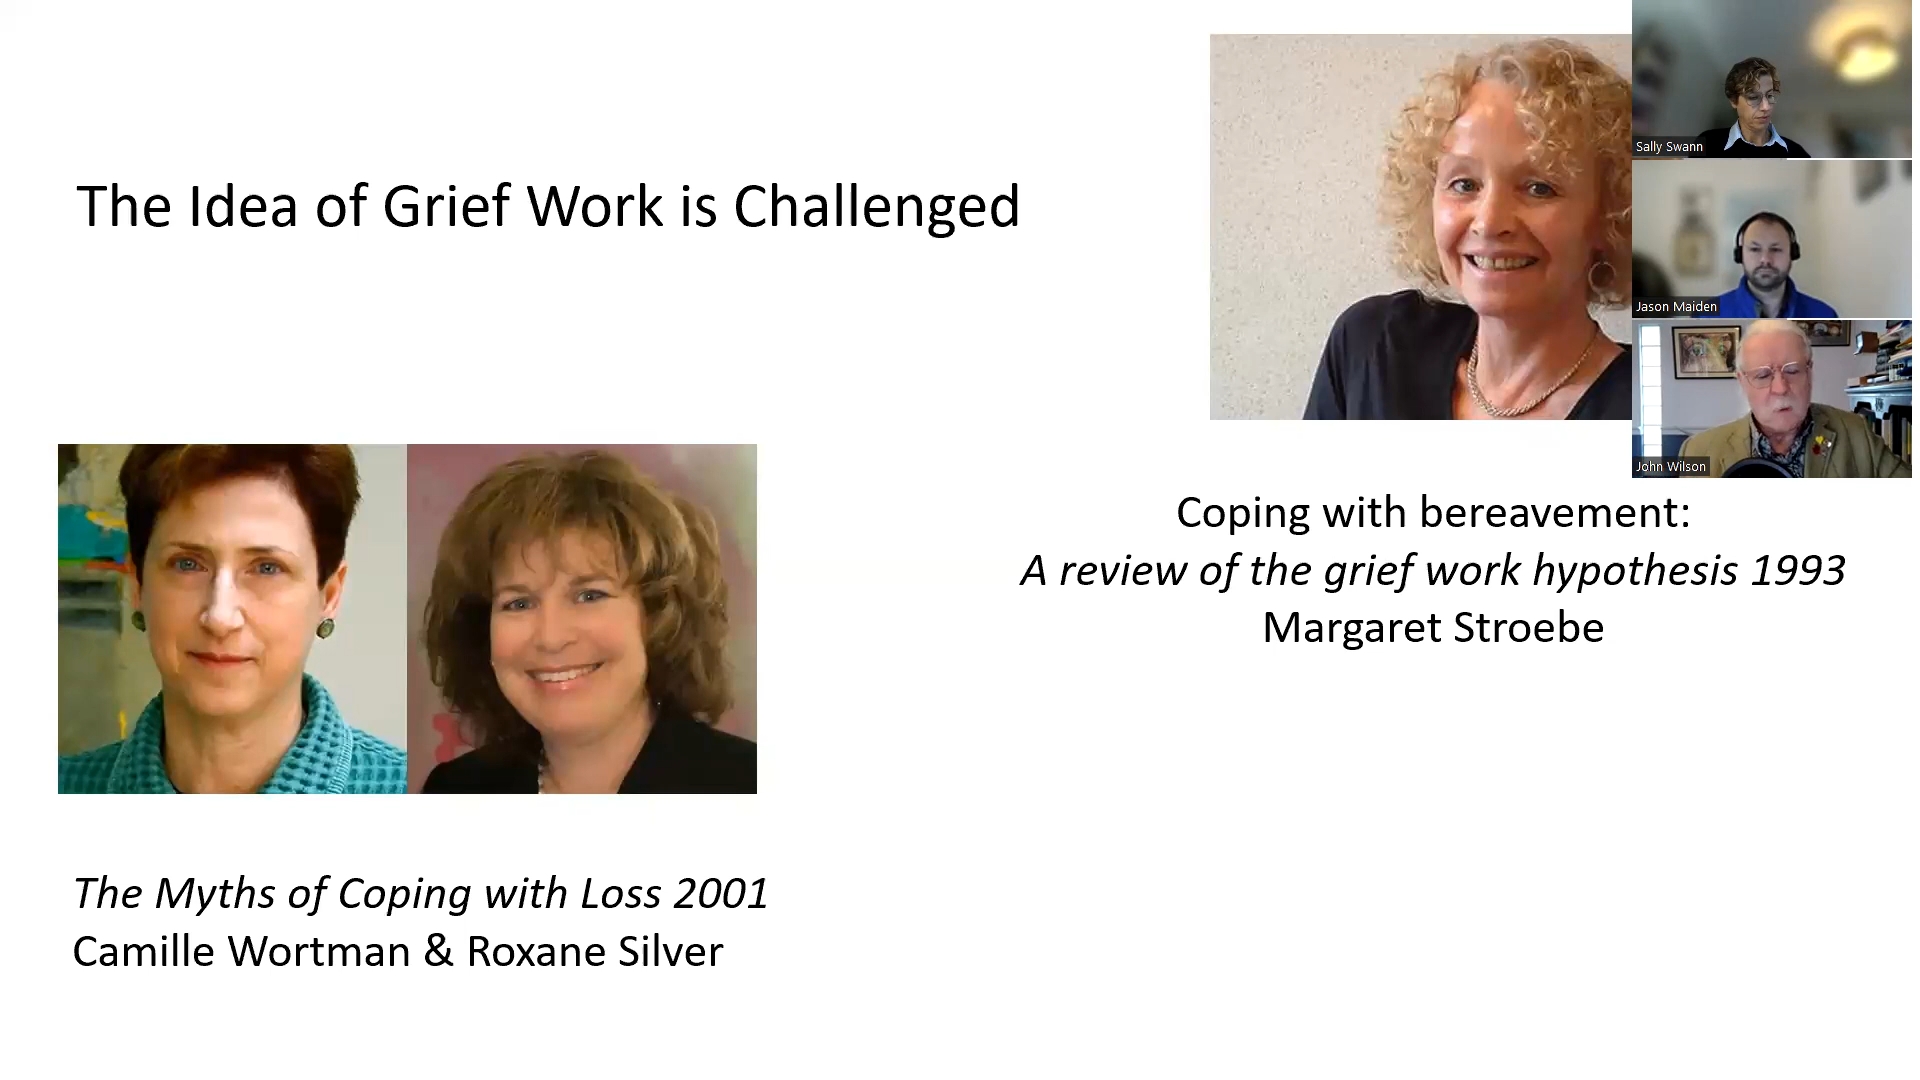 The Idea of Grief Work is Challenged
Sally Swann
Jason Maiden
John Wilson
Coping with bereavement:
A review of the grief work hypothesis 1993
Margaret Stroebe
The Myths of Coping with Loss 2001
Camille Wortman & Roxane Silver